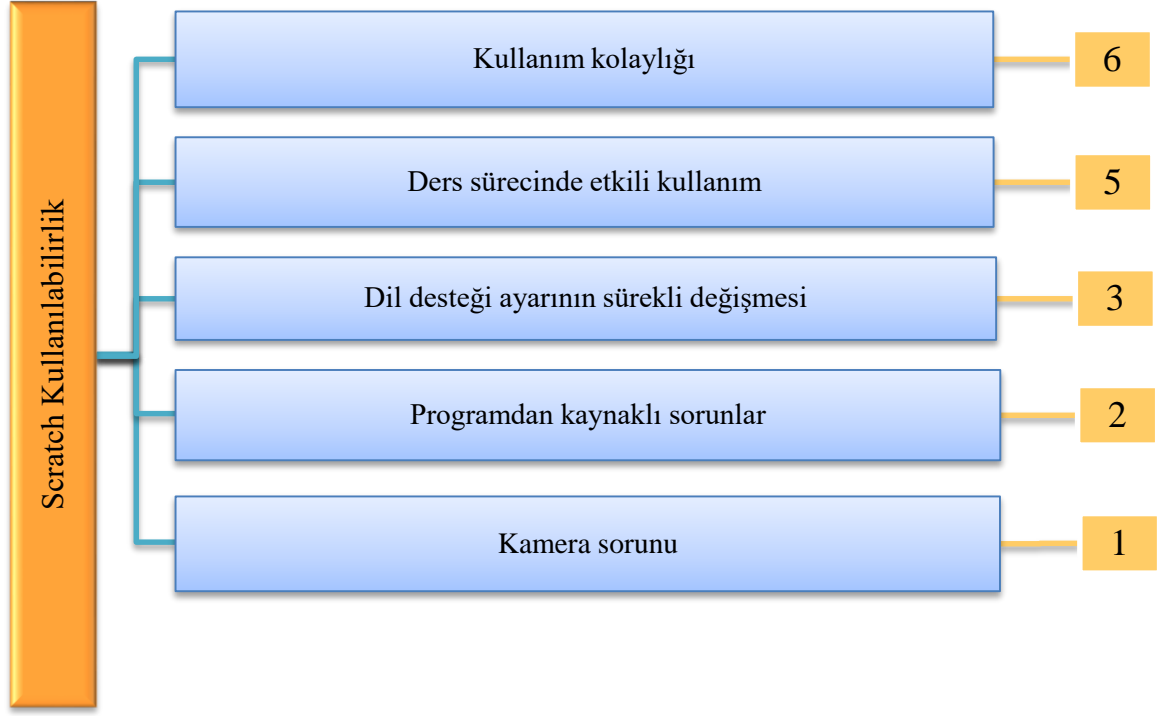 Scratch Kullanılabilirlik
Kullanım kolaylığı
6
Ders sürecinde etkili kullanım
5
Dil desteği ayarının sürekli değişmesi
3
Programdan kaynaklı sorunlar
2
Kamera sorunu
1